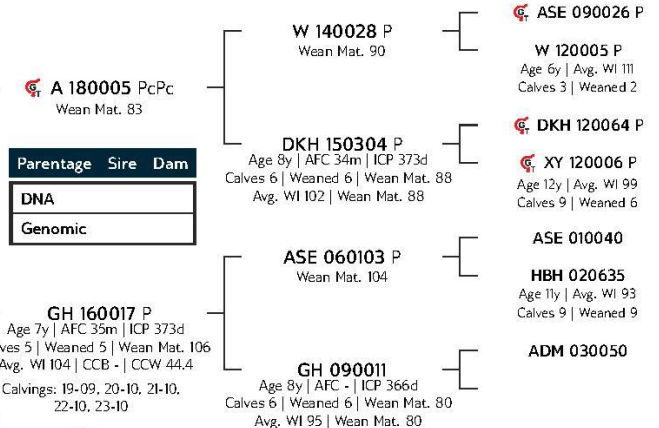 A 180005 PcPc
Wean Mat. 83
Parentage Sire Dam
DNA
Genomic
GH 160017 P
Age 7y | AFC 35m | ICP 373d
ves 5 | Weaned 5 | Wean Mat. 106
Avg. WI 104 | CCB - | CCW 44.4
Calvings: 19-09, 20-10, 21-10,
22-10, 23-10
W 140028 P
Wean Mat. 90
DKH 150304 P
Age 8y | AFC 34m | ICP 373d
Calves 6 | Weaned 6 | Wean Mat. 88
Avg. WI 102 | Wean Mat. 88
ASE 060103 P
Wean Mat. 104
GH 090011
Age 8y | AFC - | ICP 366d
Calves 6 | Weaned 6 | Wean Mat. 80
Avg. WI 95 | Wean Mat. 80
ASE 090026 P
W 120005 P
Age 6y | Avg. WI 111
Calves 3 | Weaned 2
DKH 120064 P
XY 120006 P
Age 12y | Avg. WI 99
Calves 9 | Weaned 6
ASE 010040
HBH 020635
Age 11y | Avg. WI 93
Calves 9 | Weaned 9
ADM 030050